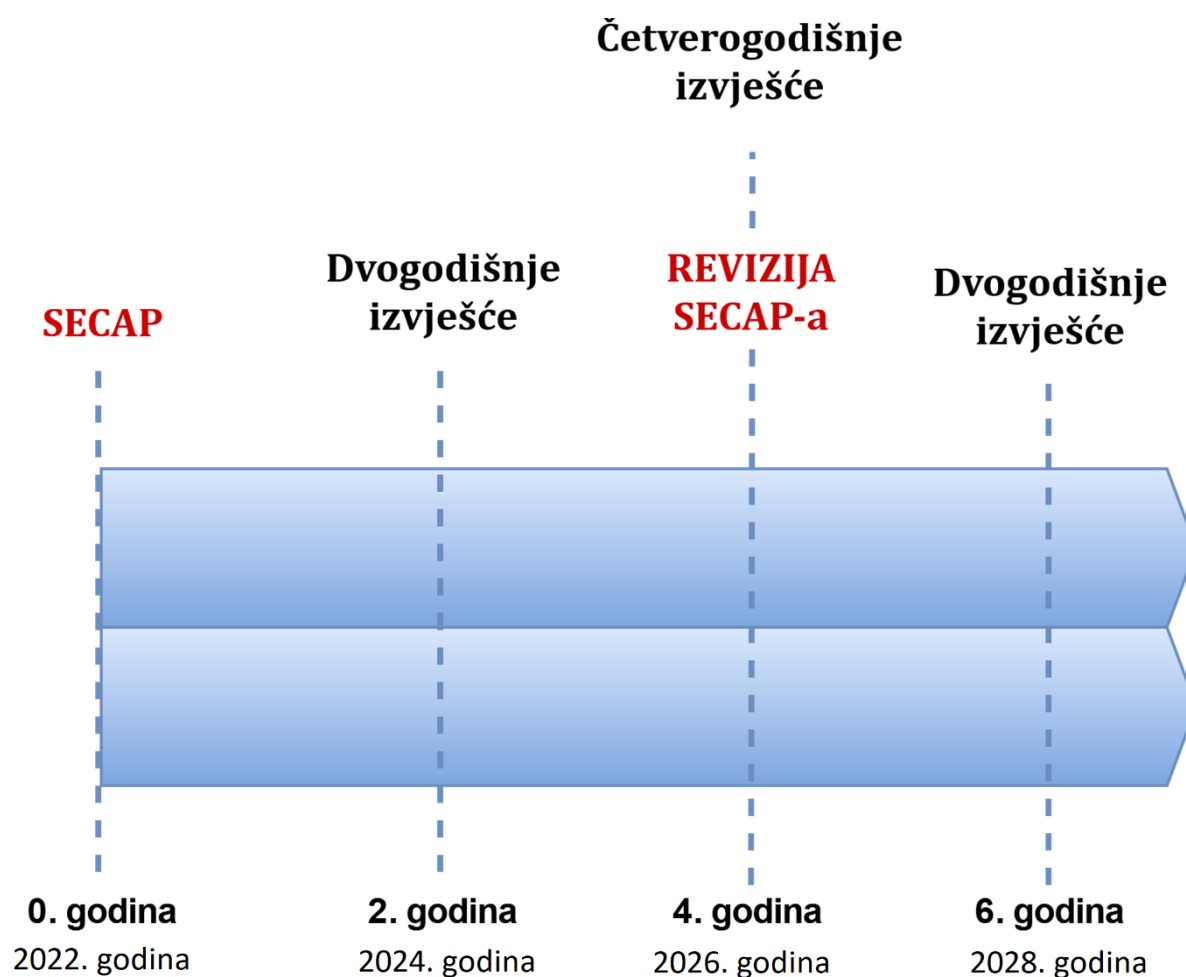 Četverogodišnje
izvješće
SECAP
Dvogodišnje
izvješće
REVIZIJA
SECAP-a
Dvogodišnje
izvješće
0. godina
2022. godina
2. godina
2024. godina
4. godina
2026. godina
6. godina
2028. godina